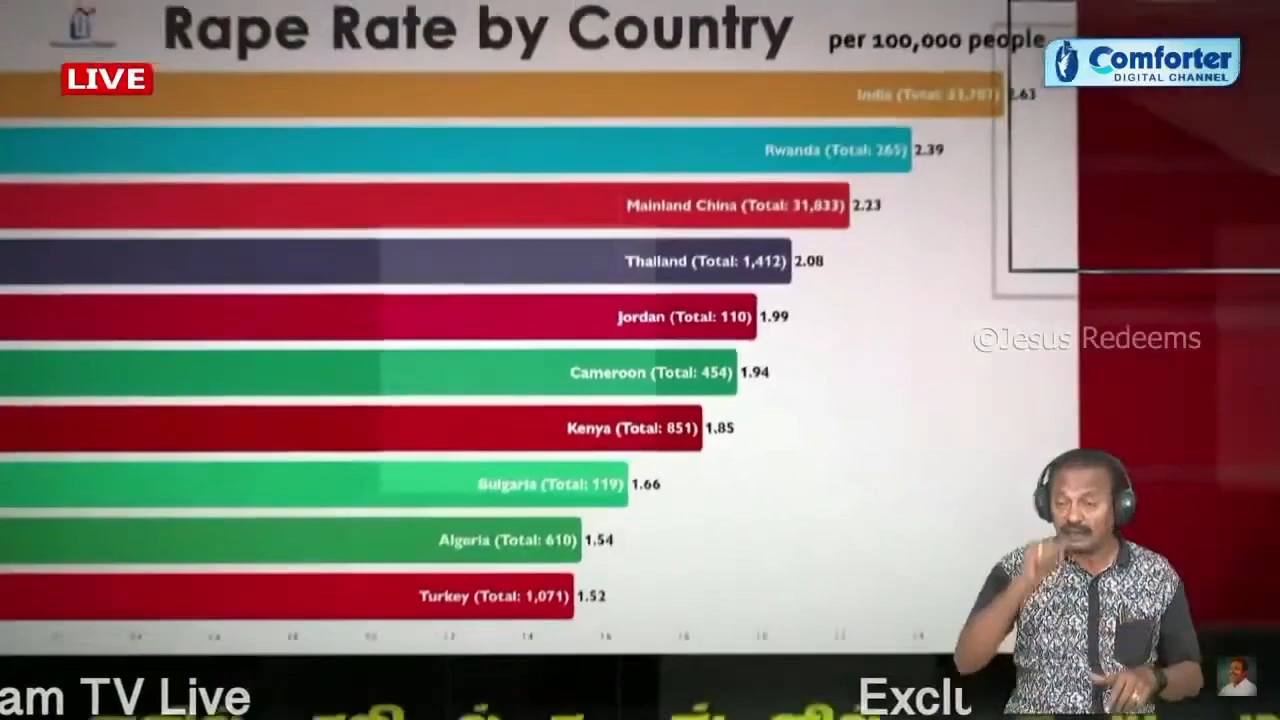 Rape Rate by Country per 100,000 people
LIVE
Comforter
DIGITAL CHANNEL
India (Total: 2.63
Rwanda (Total: 265) 2.39
Mainland China (Total: 31,833) 2.23
Thailand (Total: 1,412) 2.08
Jordan (Total: 110) 1.99
©Jesus Redeems
Cameroon (Total: 454) 1.94
Kenya (Total: 851) 1.85
Bulgaria (Total: 119) 1.66
Algeria (Total: 610) 1.54
Turkey (Total: 1,071) 1.52
am TV Live Exclu